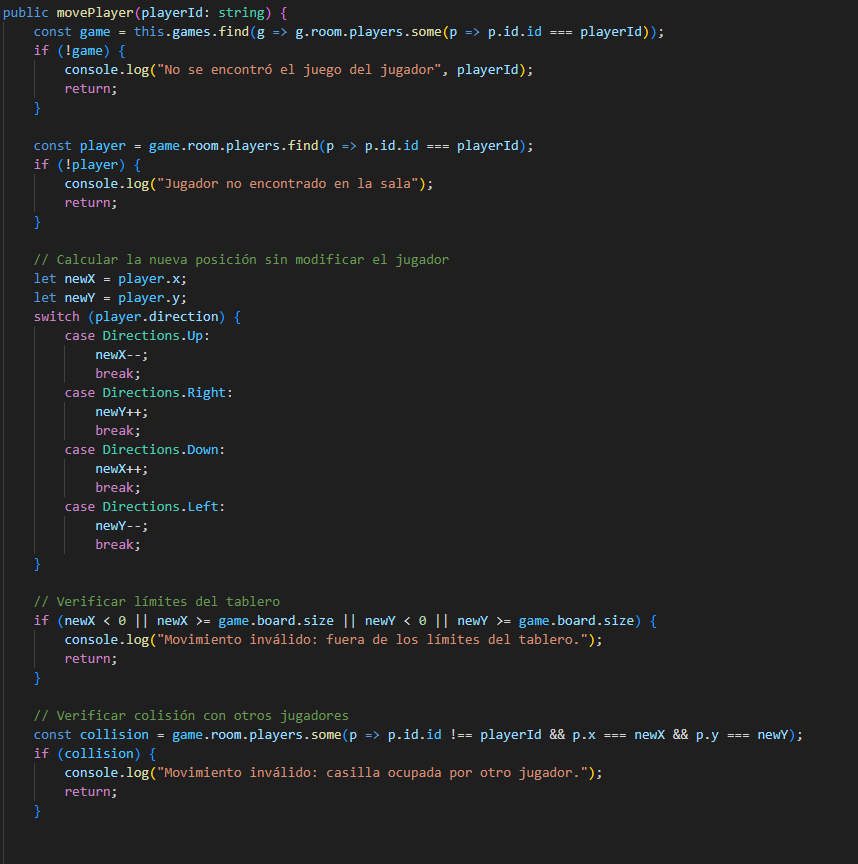 public movePlayer(playerId: string) {
    const game = this.games.find(g => g.room.players.some(p => p.id.id === playerId));
    if (!game) {
        console.log("No se encontró el juego del jugador", playerId);
        return;
    }

    const player = game.room.players.find(p => p.id.id === playerId);
    if (!player) {
        console.log("Jugador no encontrado en la sala");
        return;
    }

    // Calcular la nueva posición sin modificar el jugador
    let newX = player.x;
    let newY = player.y;
    switch (player.direction) {
        case Directions.Up:
            newX--;
            break;
        case Directions.Right:
            newY++;
            break;
        case Directions.Down:
            newX++;
            break;
        case Directions.Left:
            newY--;
            break;
    }

    // Verificar límites del tablero
    if (newX < 0 || newX >= game.board.size || newY < 0 || newY >= game.board.size) {
        console.log("Movimiento inválido: fuera de los límites del tablero.");
        return;
    }

    // Verificar colisión con otros jugadores
    const collision = game.room.players.some(p => p.id.id !== playerId && p.x === newX && p.y === newY);
    if (collision) {
        console.log("Movimiento inválido: casilla ocupada por otro jugador.");
        return;
    }